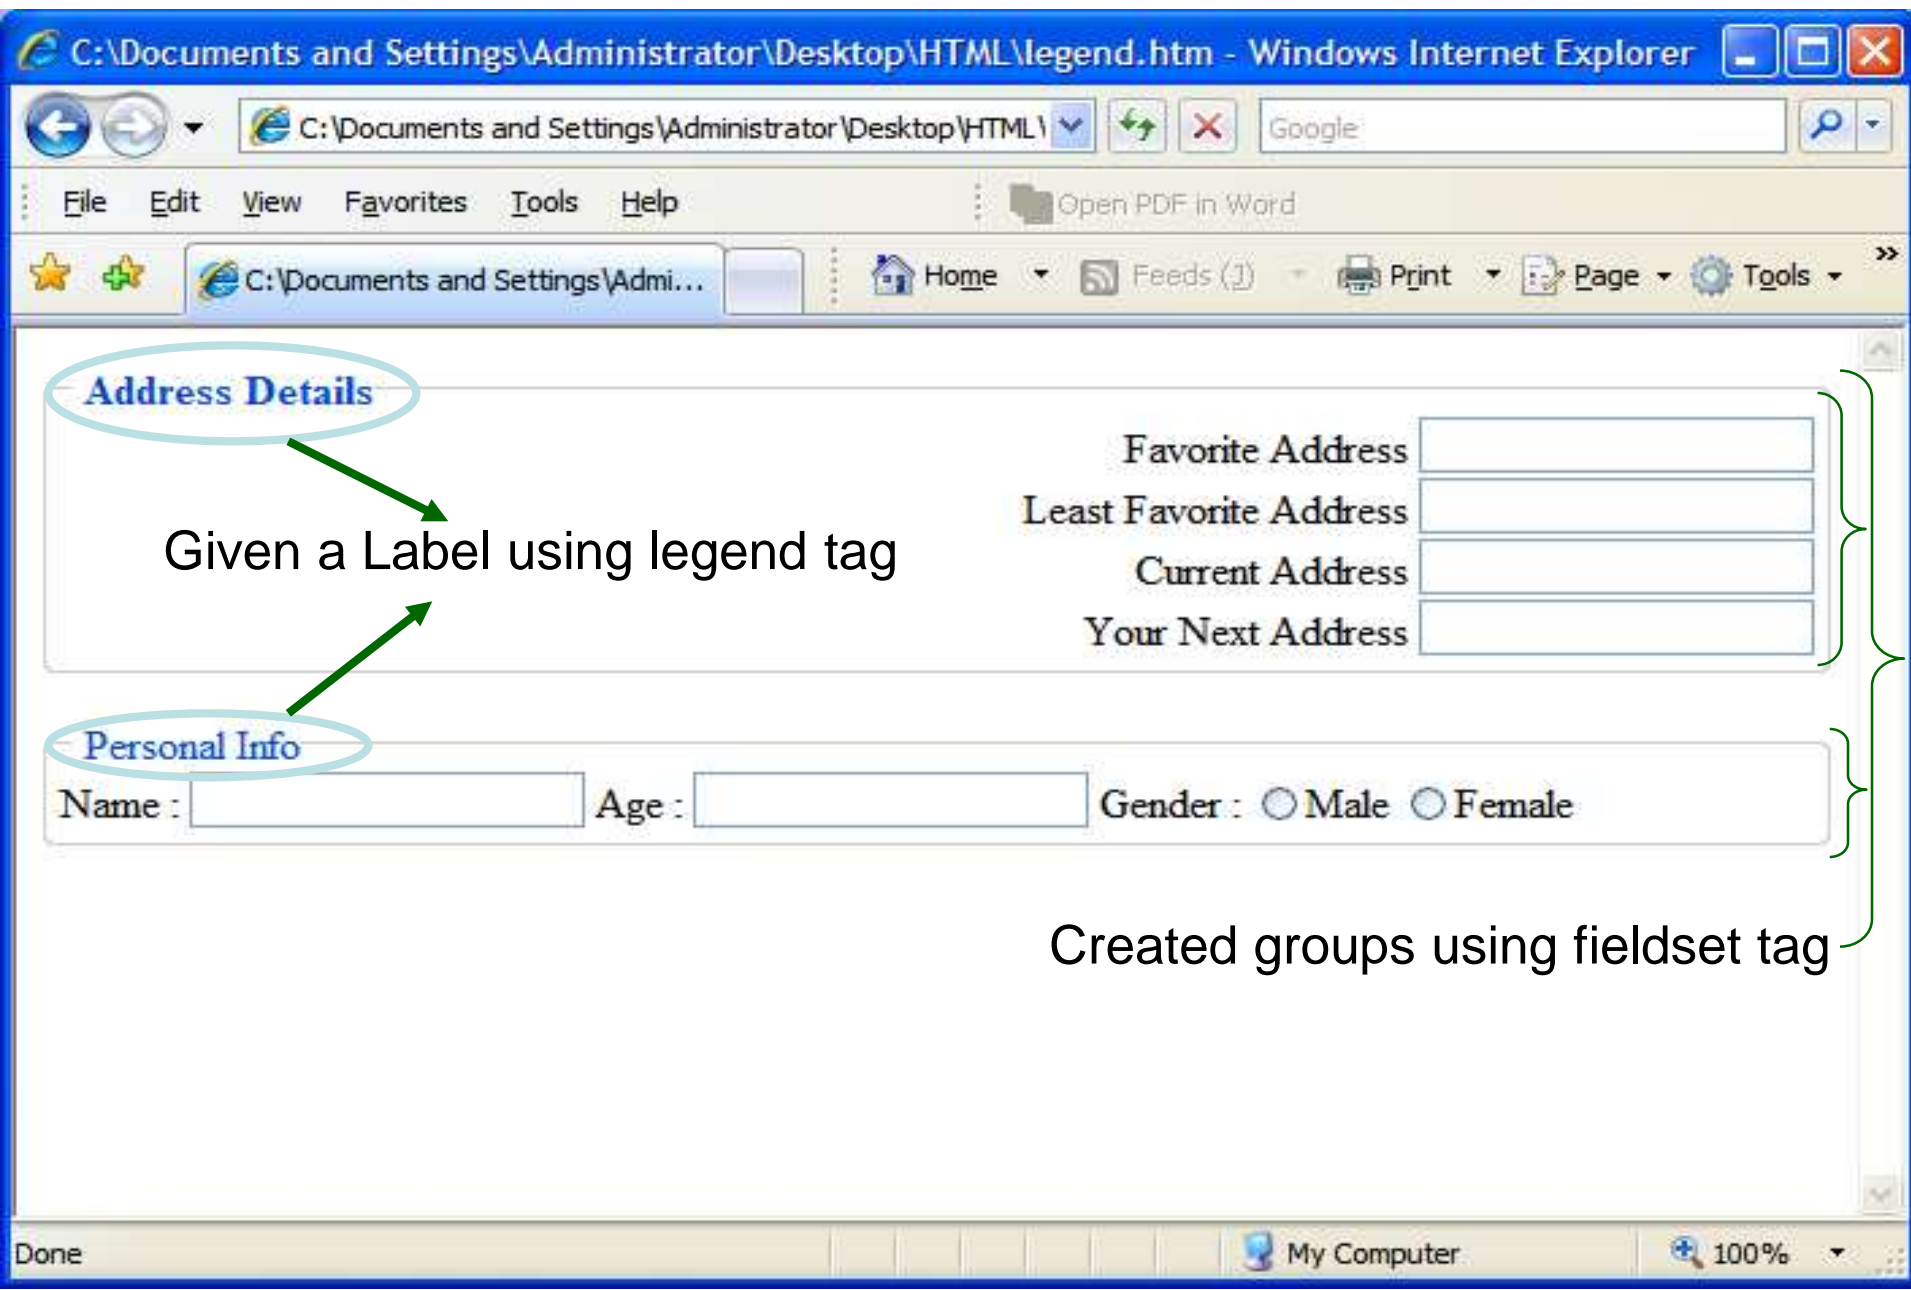 C:\Documents and Settings\Administrator\Desktop\HTML\legend.htm - Windows Internet Explorer
C:\Documents and Settings\Administrator\Desktop\HTML\
Google
File Edit View Favorites Tools Help
Open PDF in Word
C:\Documents and Settings\Admi...
Home Feeds (J) Print Page Tools »
Address Details
Favorite Address
Least Favorite Address
Given a Label using legend tag
Current Address
Your Next Address
Personal Info
Name : Age : Gender : Male Female
Created groups using fieldset tag
Done My Computer 100%